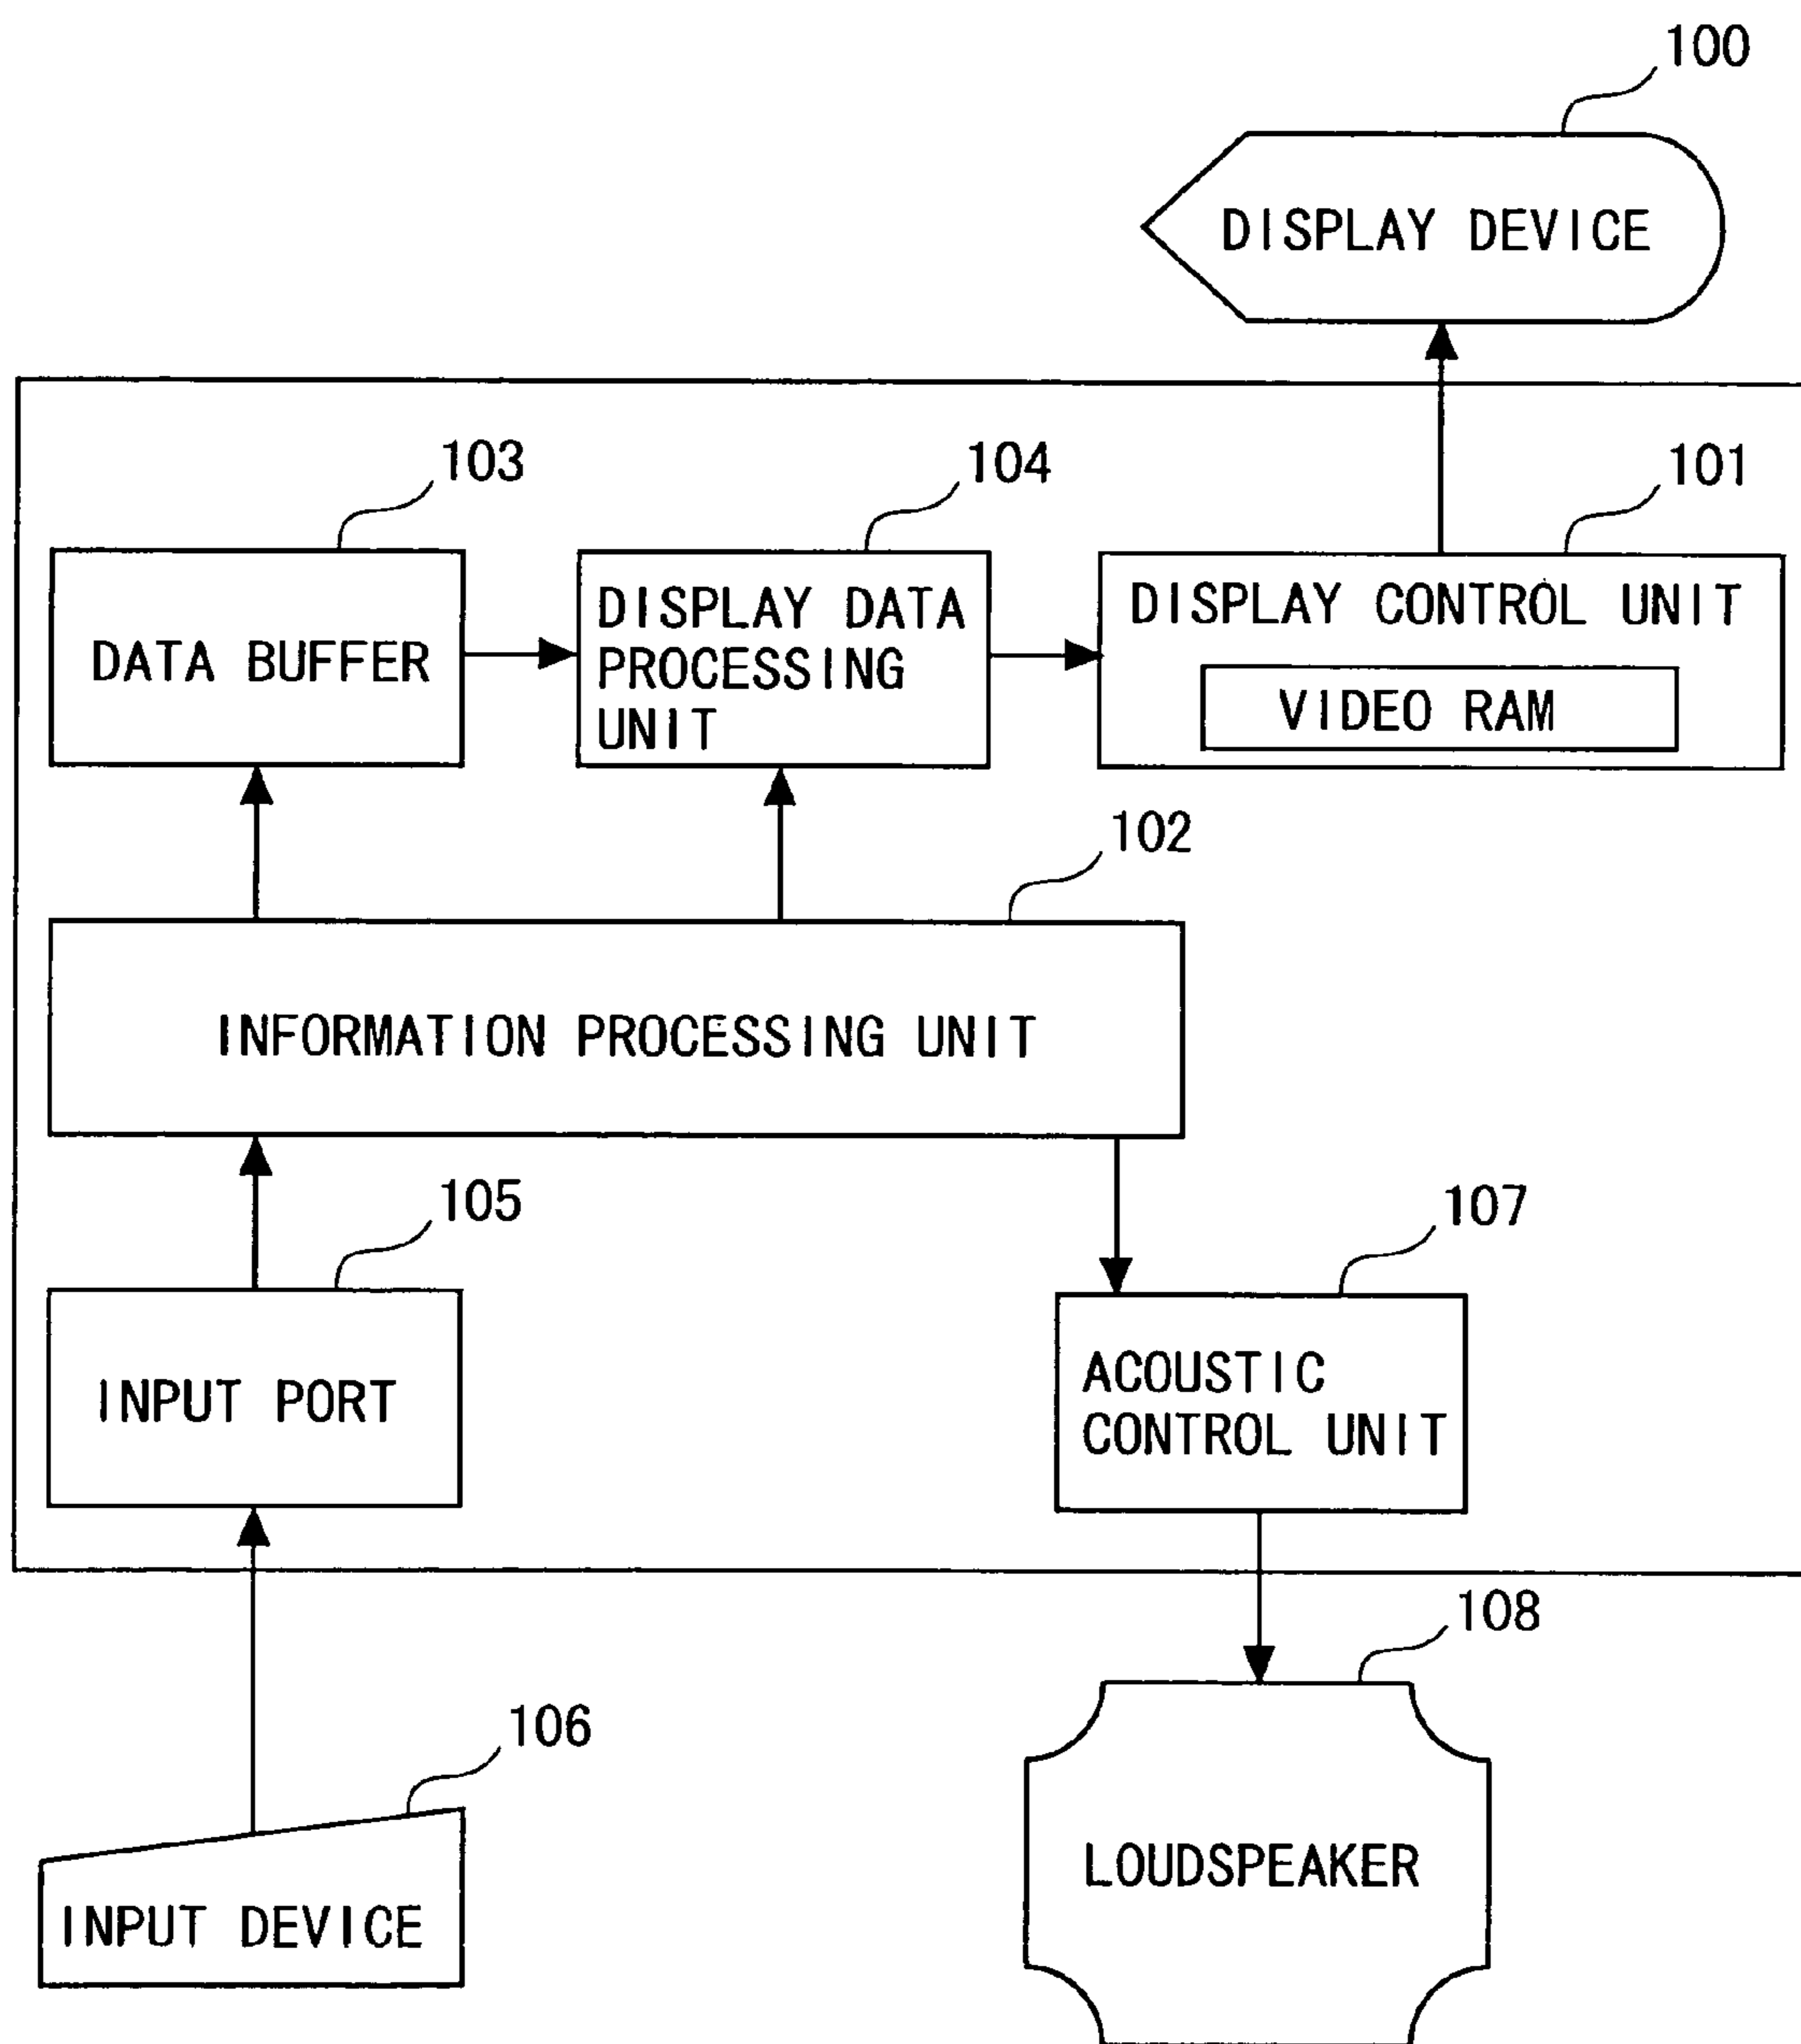 100
DISPLAY DEVICE
103
104
101
DATA BUFFER
DISPLAY DATA
PROCESSING
UNIT
DISPLAY CONTROL UNIT
VIDEO RAM
102
INFORMATION PROCESSING UNIT
105
107
INPUT PORT
ACOUSTIC
CONTROL UNIT
108
106
LOUDSPEAKER
INPUT DEVICE